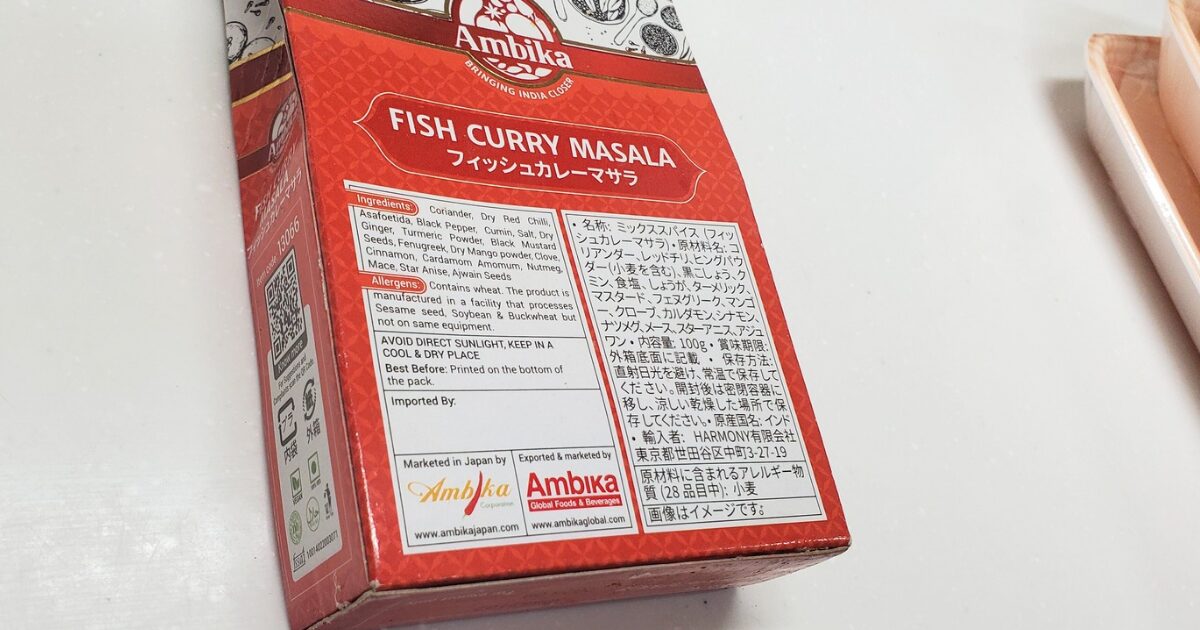 Ambika
BRINGING INDIA CLOSER
FISH CURRY MASALA
フィッシュカレーマサラ
Ingredients: Coriander, Dry Red Chilli,
Asafoetida, Black Pepper, Cumin, Salt, Dry
Ginger, Turmeric Powder, Black Mustard
Seeds, Fenugreek, Dry Mango powder, Clove,
Cinnamon, Cardamom Amomum, Nutmeg,
Mace, Star Anise, Ajwain Seeds
Allergens: Contains wheat. The product is
manufactured in a facility that processes
Sesame seed, Soybean & Buckwheat but
not on same equipment.
AVOID DIRECT SUNLIGHT, KEEP IN A
COOL & DRY PLACE
Best Before: Printed on the bottom of
the pack.
Imported By:
Marketed in Japan by
Ambika
Corporation
www.ambikajapan.com
Exported & marketed by
Ambika
Global Foods & Beverages
www.ambikaglobal.com
名称: ミックススパイス (フィッ
シュカレーマサラ)・原材料名: コ
リアンダー、レッドチリ、ヒングパウ
ダー(小麦を含む)、黒こしょう、ク
ミン、食塩、しょうが、ターメリック、
マスタード、フェヌグリーク、マンゴ
ー、クローブ、カルダモン、シナモン、
ナツメグ、メース、スターアニス、アジュ
ワン・内容量: 100g・賞味期限:
外箱底面に記載・保存方法:
直射日光を避け、常温で保存して
ください。開封後は密閉容器に
移し、涼しい乾燥した場所で保
存してください。・原産国名: インド
・輸入者: HARMONY有限会社
東京都世田谷区中町3-27-19
原材料に含まれるアレルギー物
質 (28品目中): 小麦
画像はイメージです。
Item code: 13066
プラ
内袋
外箱
fssai